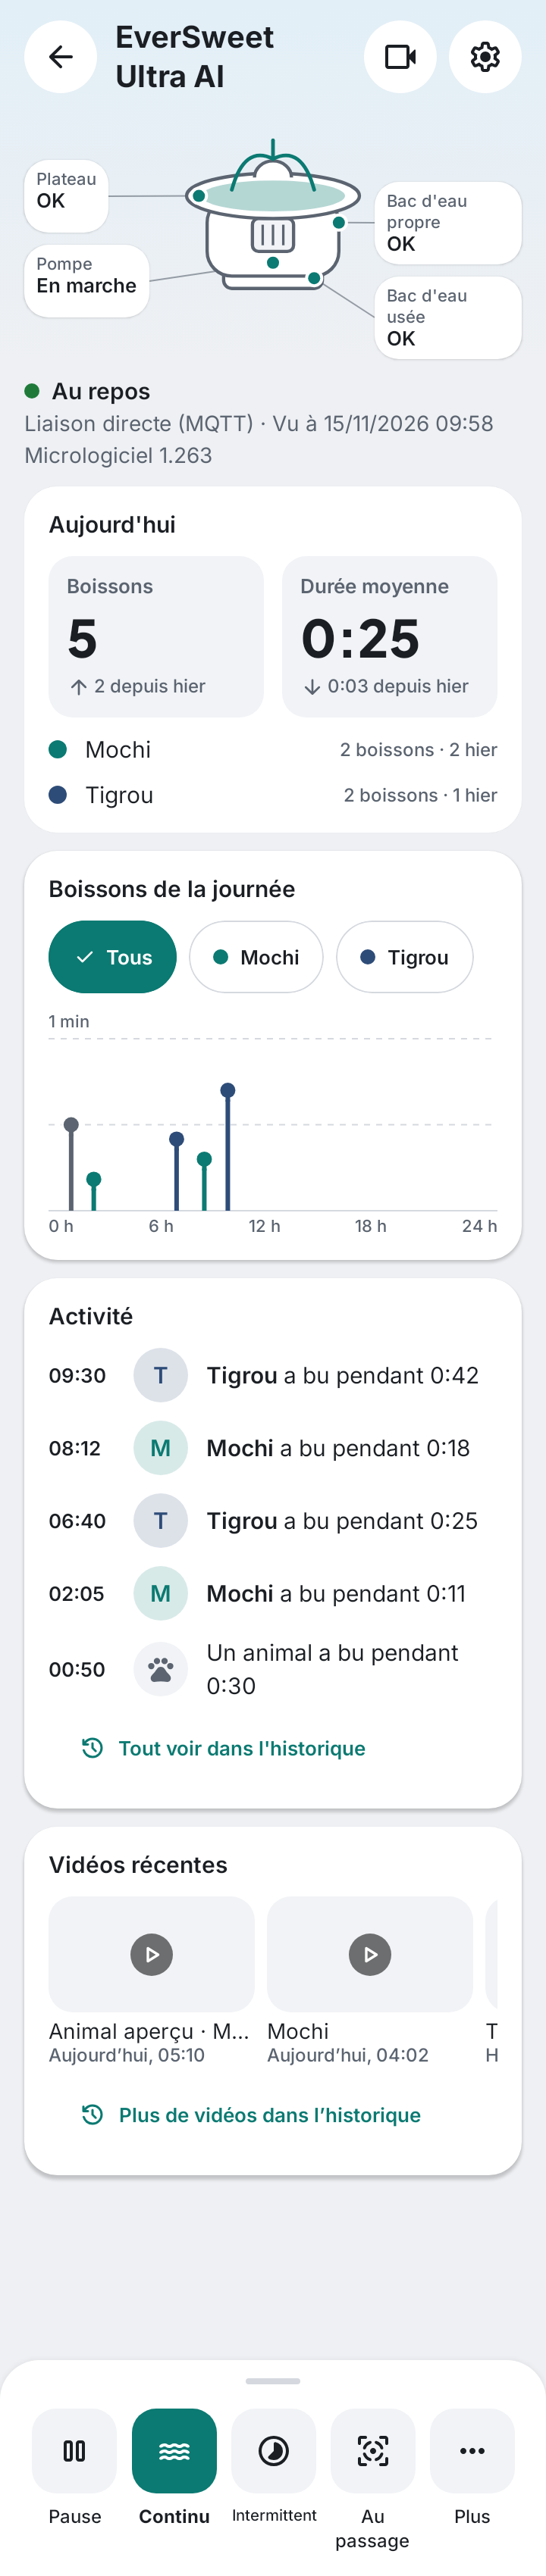 EverSweet
Ultra AI
Plateau
OK
Bac d'eau
propre
OK
Pompe
En marche
Bac d'eau
usée
OK
Au repos
Liaison directe (MQTT) · Vu à 15/11/2026 09:58
Micrologiciel 1.263
Aujourd'hui
Boissons
5
2 depuis hier
Durée moyenne
0:25
0:03 depuis hier
Mochi
2 boissons · 2 hier
Tigrou
2 boissons · 1 hier
Boissons de la journée
Tous
Mochi
Tigrou
1 min
0 h
6 h
12 h
18 h
24 h
Activité
09:30
T
Tigrou a bu pendant 0:42
08:12
M
Mochi a bu pendant 0:18
06:40
T
Tigrou a bu pendant 0:25
02:05
M
Mochi a bu pendant 0:11
00:50
Un animal a bu pendant
0:30
Tout voir dans l'historique
Vidéos récentes
Animal aperçu · M...
Aujourd’hui, 05:10
Mochi
Aujourd’hui, 04:02
T
H
Plus de vidéos dans l’historique
Pause
Continu
Intermittent
Au
passage
Plus